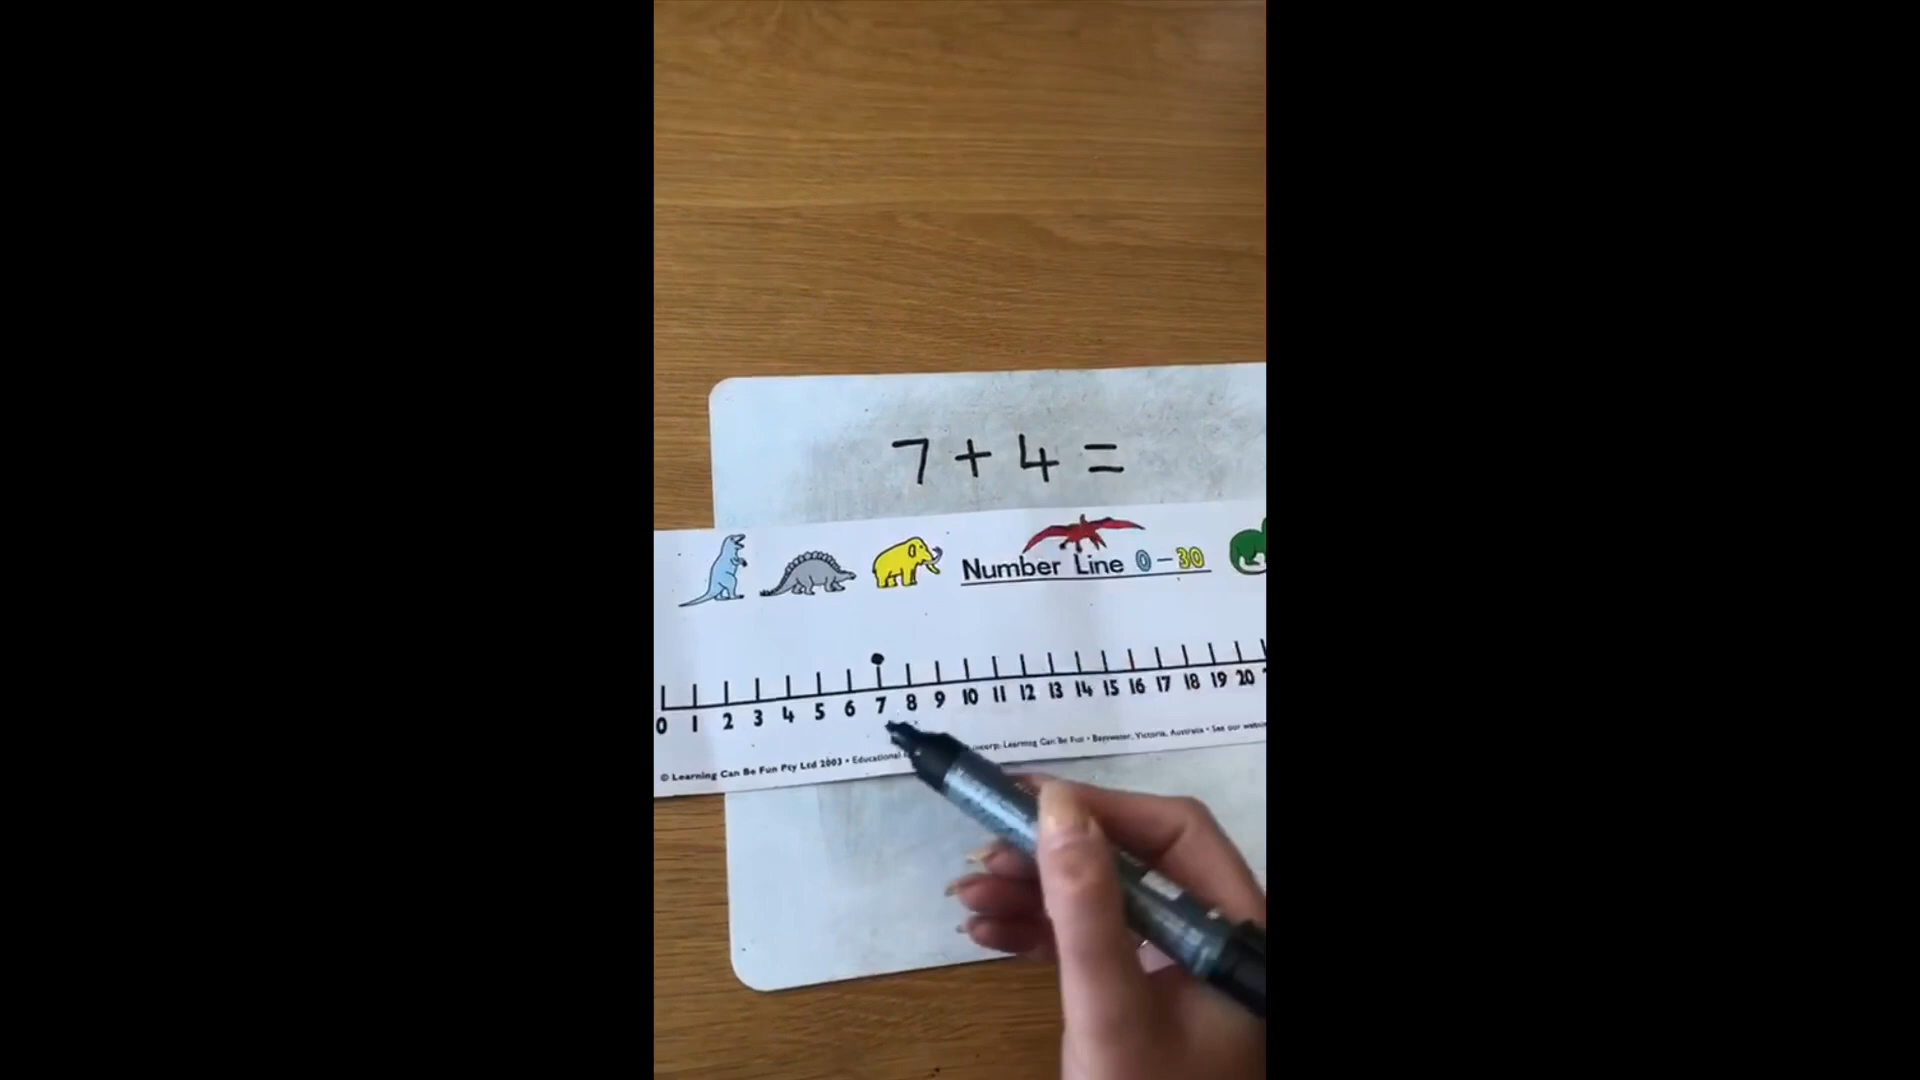 7 + 4 =
Number Line 0 – 30
0 1 2 3 4 5 6 7 8 9 10 11 12 13 14 15 16 17 18 19 20
© Learning Can Be Fun Pty Ltd 2003 • Educational Learning Can Be Fun • Bayswater, Victoria, Australia • See our